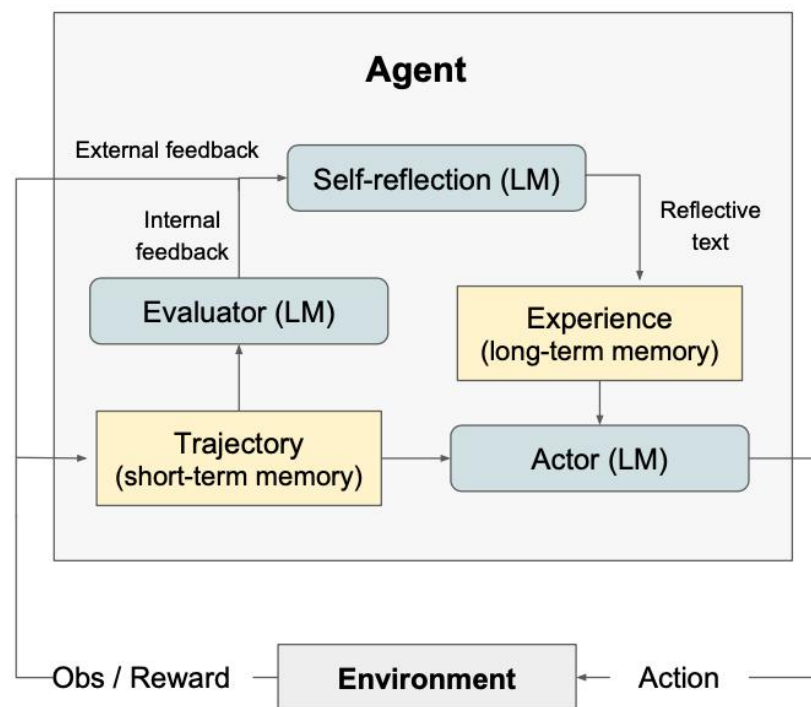 Agent
External feedback
Self-reflection (LM)
Internal
feedback
Reflective
text
Evaluator (LM)
Experience
(long-term memory)
Trajectory
(short-term memory)
Actor (LM)
Obs / Reward
Environment
Action